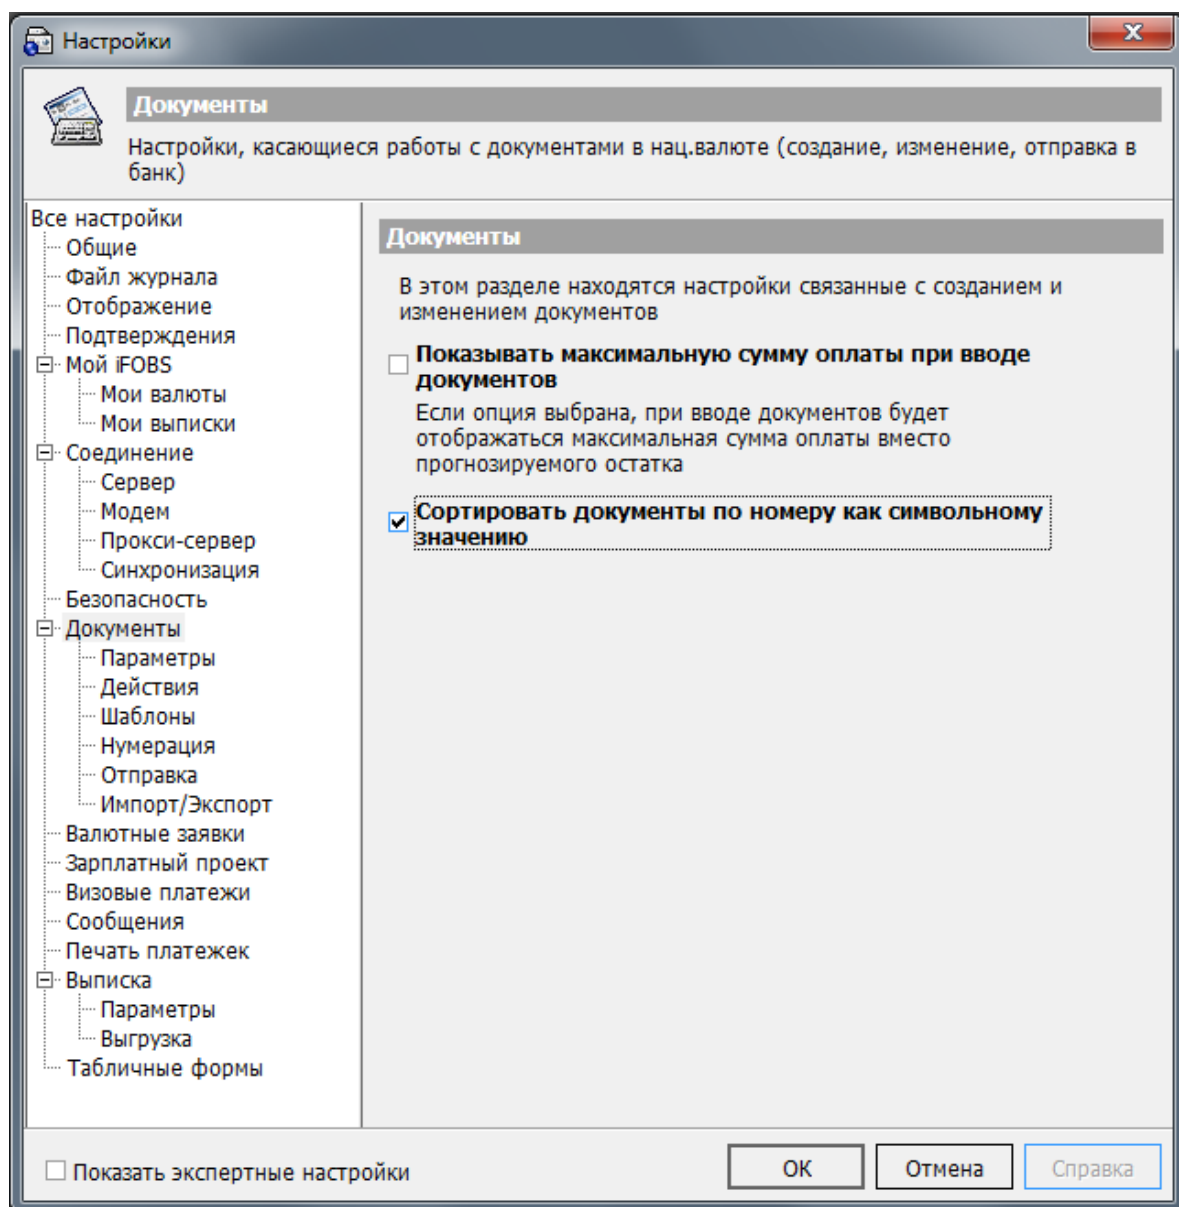 Настройки
Документы
Настройки, касающиеся работы с документами в нац.валюте (создание, изменение, отправка в
банк)
Все настройки
Общие
Файл журнала
Отображение
Подтверждения
Мой iFOBS
Мои валюты
Мои выписки
Соединение
Сервер
Модем
Прокси-сервер
Синхронизация
Безопасность
Документы
Параметры
Действия
Шаблоны
Нумерация
Отправка
Импорт/Экспорт
Валютные заявки
Зарплатный проект
Визовые платежи
Сообщения
Печать платежек
Выписка
Параметры
Выгрузка
Табличные формы
Документы
В этом разделе находятся настройки связанные с созданием и
изменением документов
Показывать максимальную сумму оплаты при вводе
документов
Если опция выбрана, при вводе документов будет
отображаться максимальная сумма оплаты вместо
прогнозируемого остатка
Сортировать документы по номеру как символьному
значению
Показать экспертные настройки
ОК
Отмена
Справка